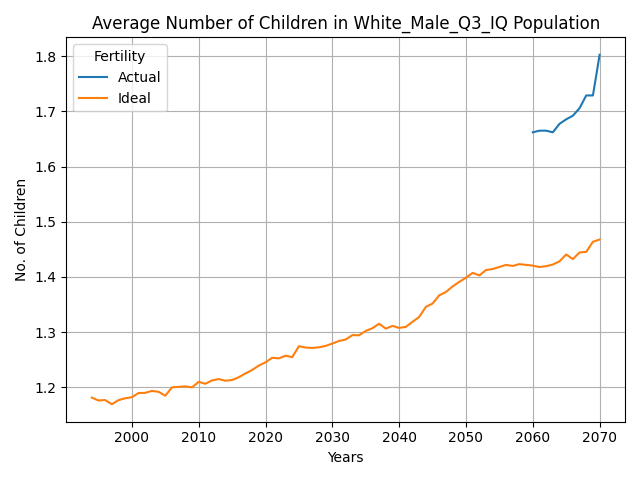 Average Number of Children in White_Male_Q3_IQ Population
Fertility
Actual
Ideal
No. of Children
1.8
1.7
1.6
1.5
1.4
1.3
1.2
2000 2010 2020 2030 2040 2050 2060 2070
Years